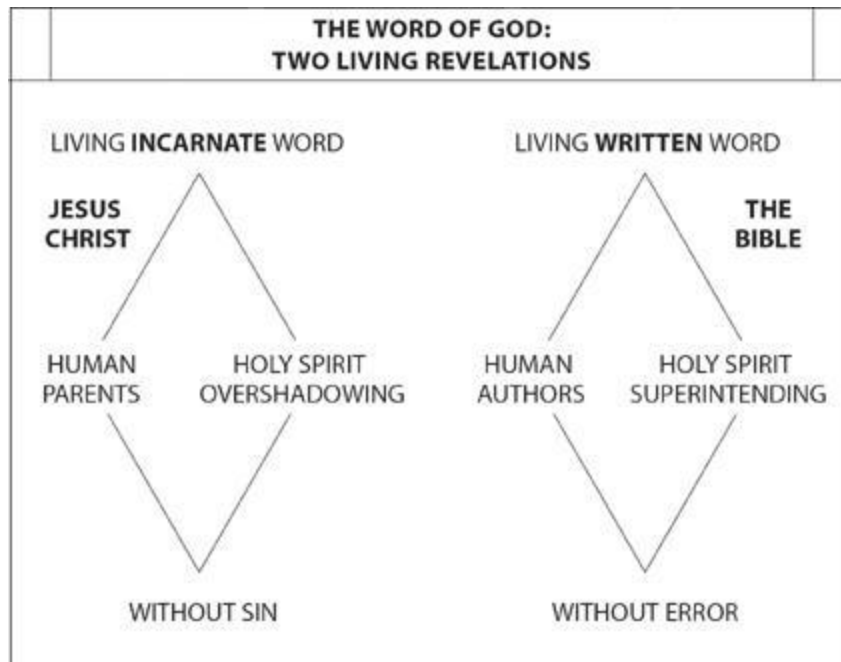 THE WORD OF GOD:
TWO LIVING REVELATIONS
LIVING INCARNATE WORD
JESUS
CHRIST
HUMAN
PARENTS
HOLY SPIRIT
OVERSHADOWING
WITHOUT SIN
LIVING WRITTEN WORD
THE
BIBLE
HUMAN
AUTHORS
HOLY SPIRIT
SUPERINTENDING
WITHOUT ERROR